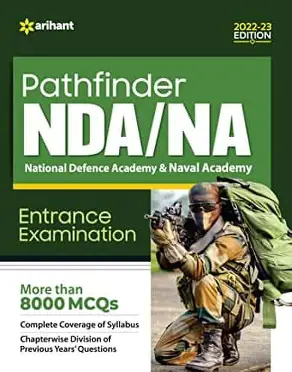 arihant
2022-23
EDITION
Pathfinder
NDA/NA
National Defence Academy & Naval Academy
Entrance
Examination
More than
8000 MCQs
Complete Coverage of Syllabus
Chapterwise Division of
Previous Years' Questions